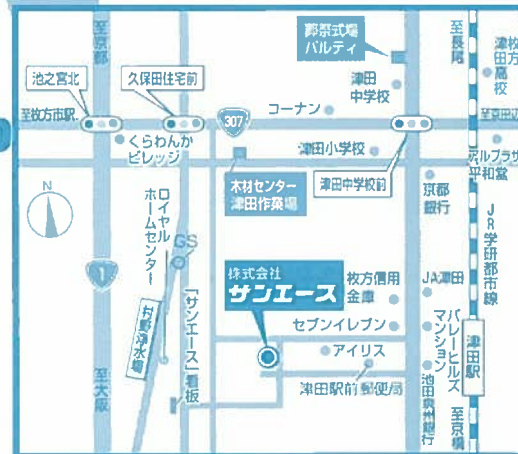 至京都
葬祭式場
パルティ
至長尾
津田
中学校
枚方
津田
高校
池之宮北
久保田住宅前
至枚方市駅
307
コーナン
至京田辺
くらわんか
ビレッジ
津田小学校
津田中学校前
アルプラザ
平和堂
木材センター
津田作業場
京都
銀行
N
ロイヤル
ホームセンター
GS
1
株式会社
サンエース
枚方信用
金庫
JA津田
JR学研都市線
「サンエース」看板
村野浄水場
セブンイレブン
バレーヒルズ
マンション
津田駅
アイリス
津田駅前郵便局
池田泉州
銀行
至大阪
至京橋